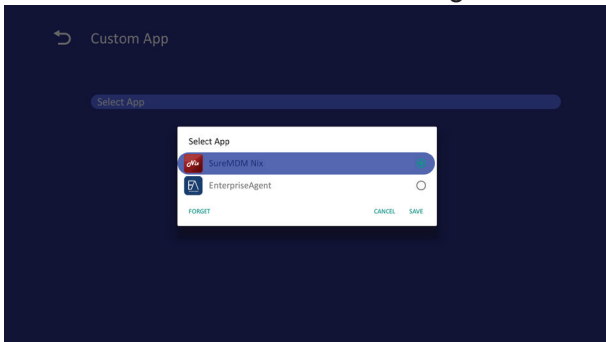 Custom App
Select App
Select App
Nix
SureMDM Nix
EnterpriseAgent
FORGET CANCEL SAVE